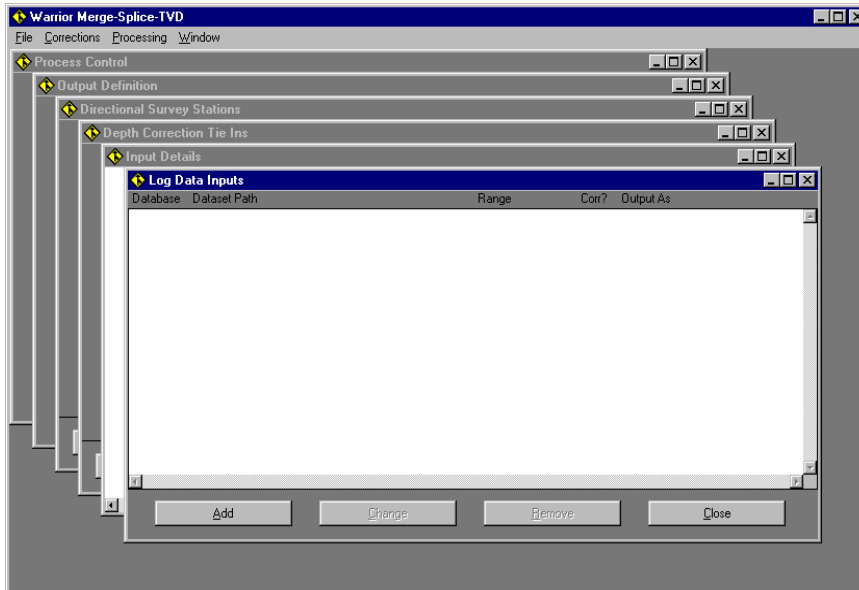 Warrior Merge-Splice-TVD
File Corrections Processing Window
Process Control
Output Definition
Directional Survey Stations
Depth Correction Tie Ins
Input Details
Log Data Inputs
Database Dataset Path Range Corr? Output As
Add Change Remove Close